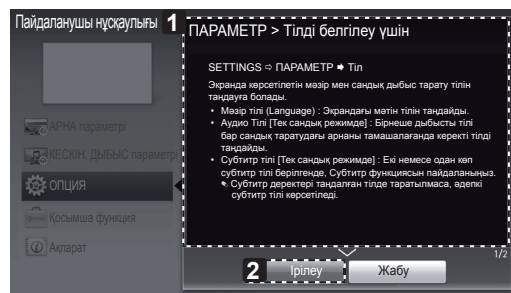 Пайдаланушы нұсқаулығы
1
ПАРАМЕТР > Тілді белгілеу үшін
SETTINGS ⇨ ПАРАМЕТР ➡ Тіл
Экранда көрсетілетін мәзір мен сандық дыбыс тарату тілін
таңдауға болады.
• Мәзір тілі (Language) : Экрандағы мәтін тілін таңдайды.
• Аудио Тілі [Тек сандық режимде] : Бірнеше дыбысты тілі
бар сандық таратудағы арнаны тамашалағанда керекті тілді
таңдайды.
• Субтитр тілі [Тек сандық режимде] : Екі немесе одан көп
субтитр тілі берілгенде, Субтитр функциясын пайдаланыңыз.
Субтитр деректері таңдалған тілде таратылмаса, әдепкі
субтитр тілі көрсетіледі.
АРНА параметрі
КЕСКІН, ДЫБЫС параметрі
ОПЦИЯ
Қосымша функция
Ақпарат
1/2
2
Ірілеу
Жабу